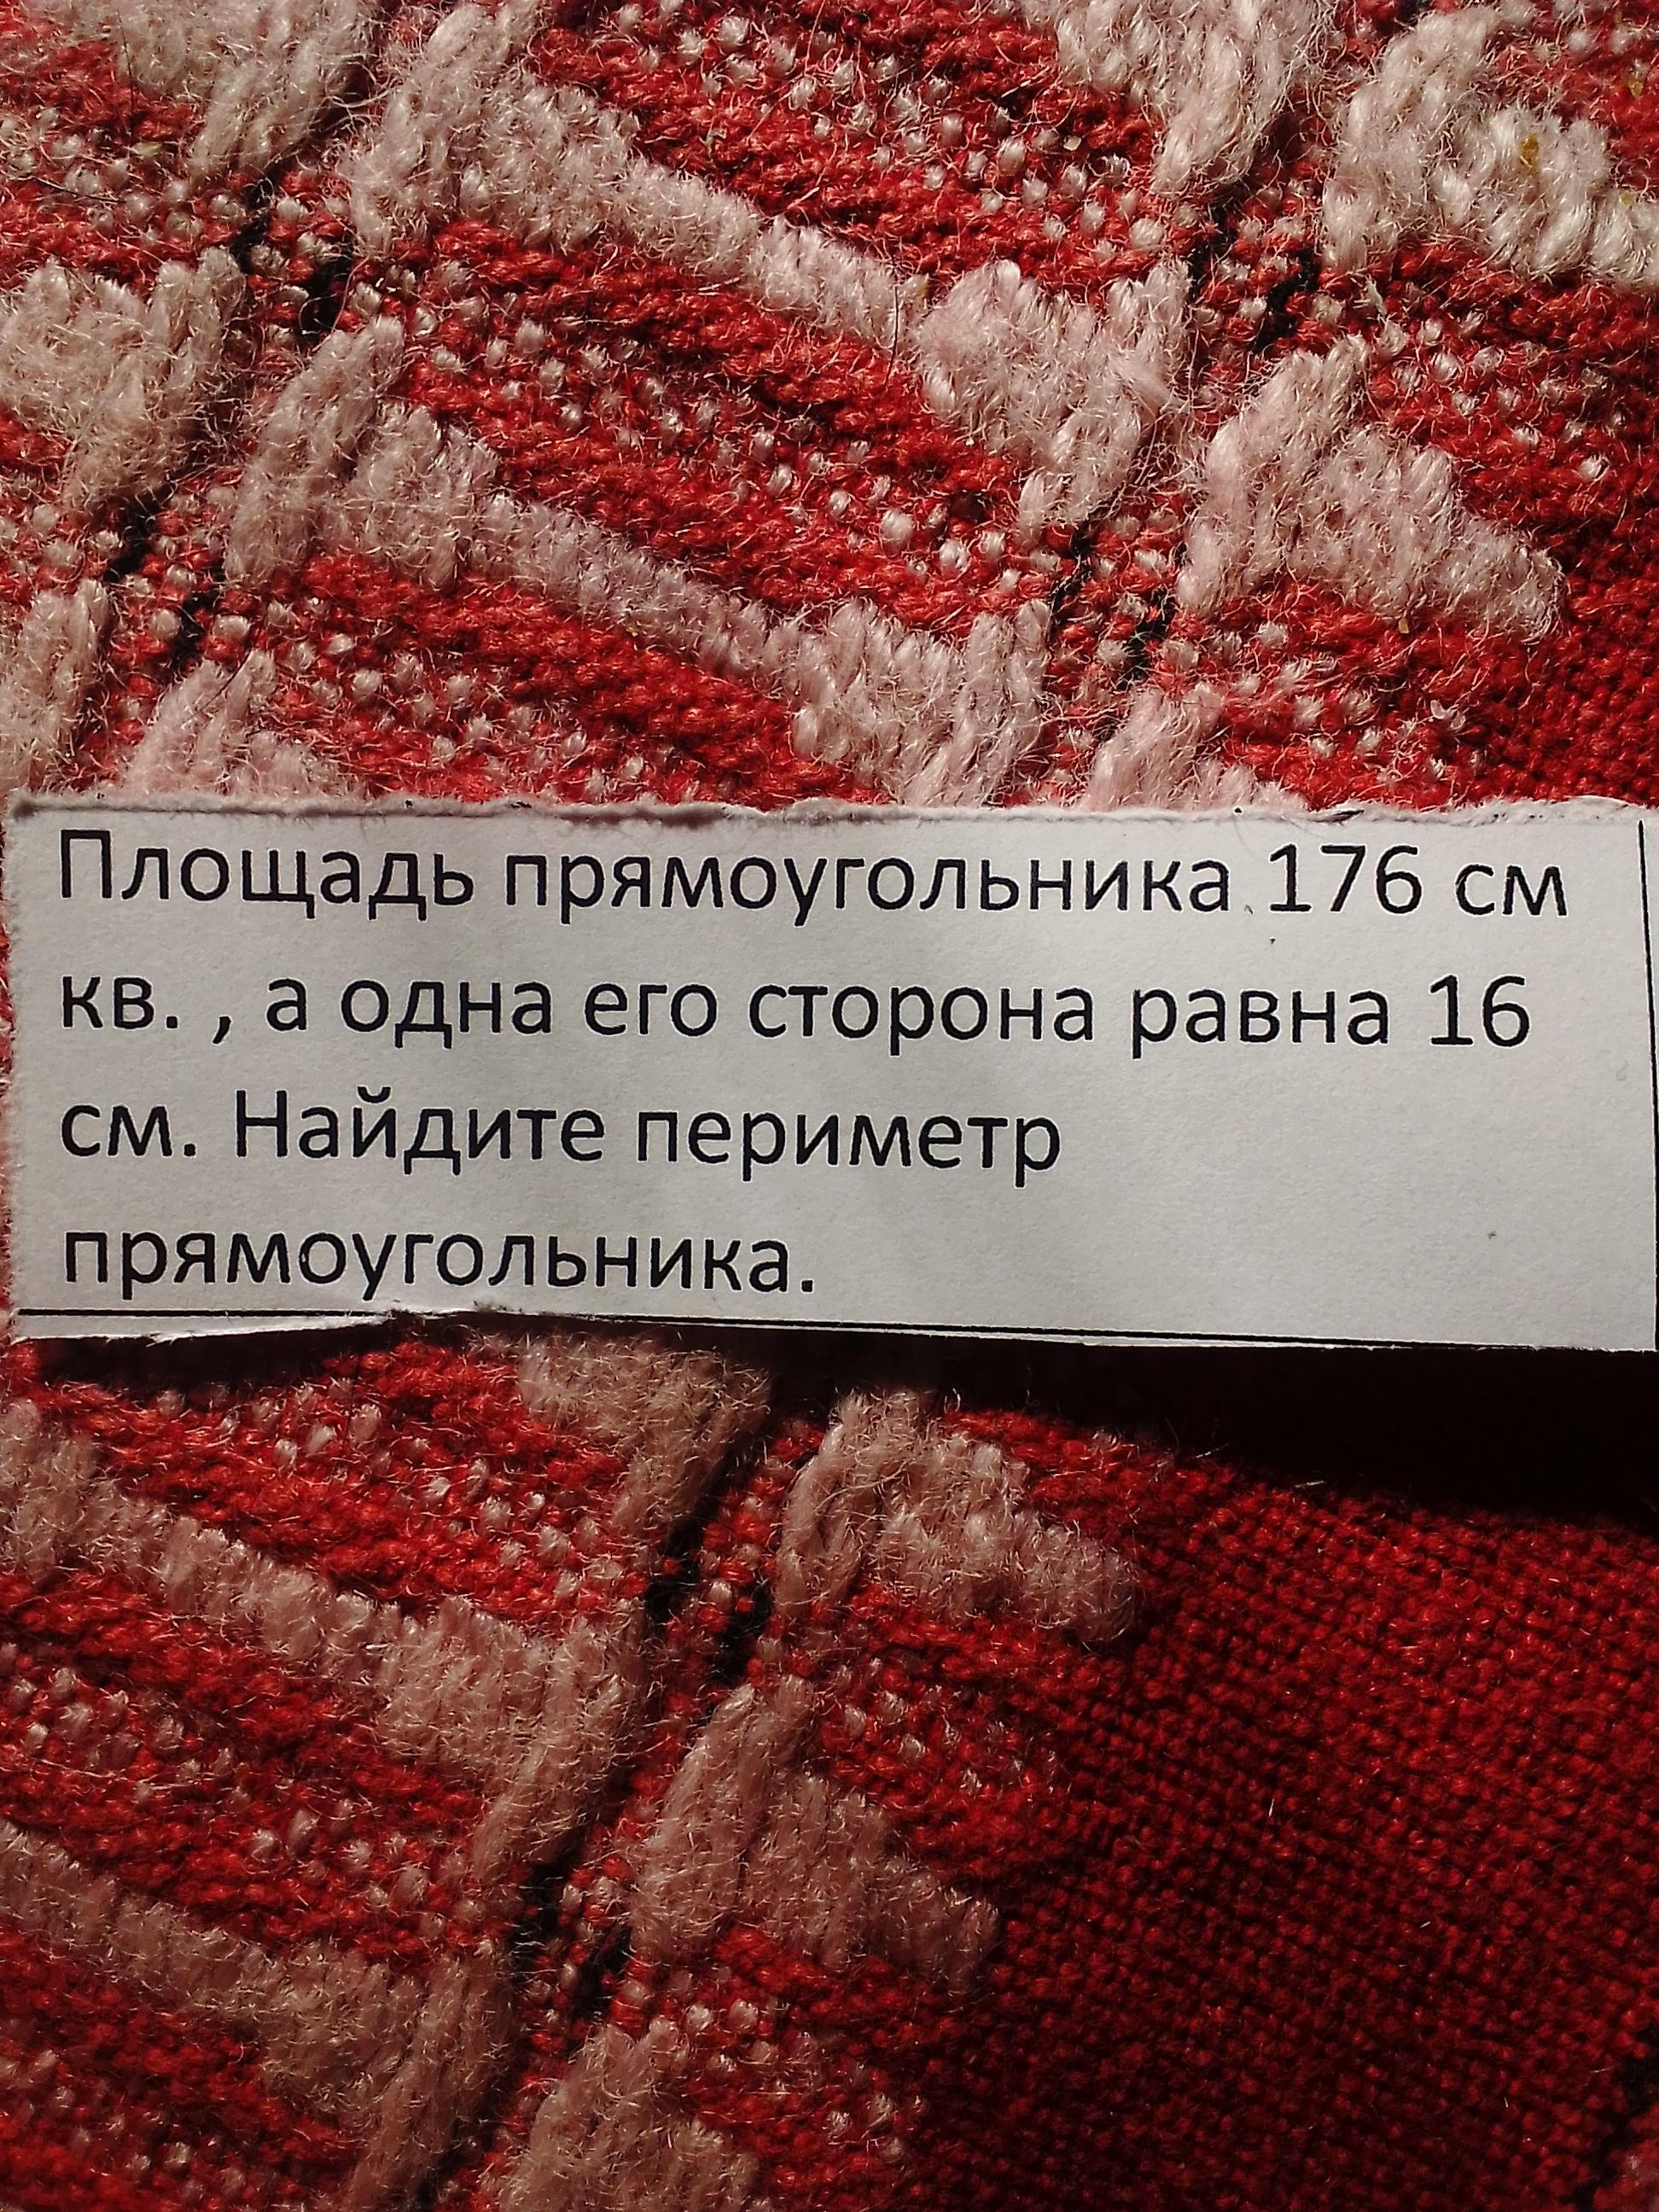 Площадь прямоугольника 176 см
кв. , а одна его сторона равна 16
см. Найдите периметр
прямоугольника.